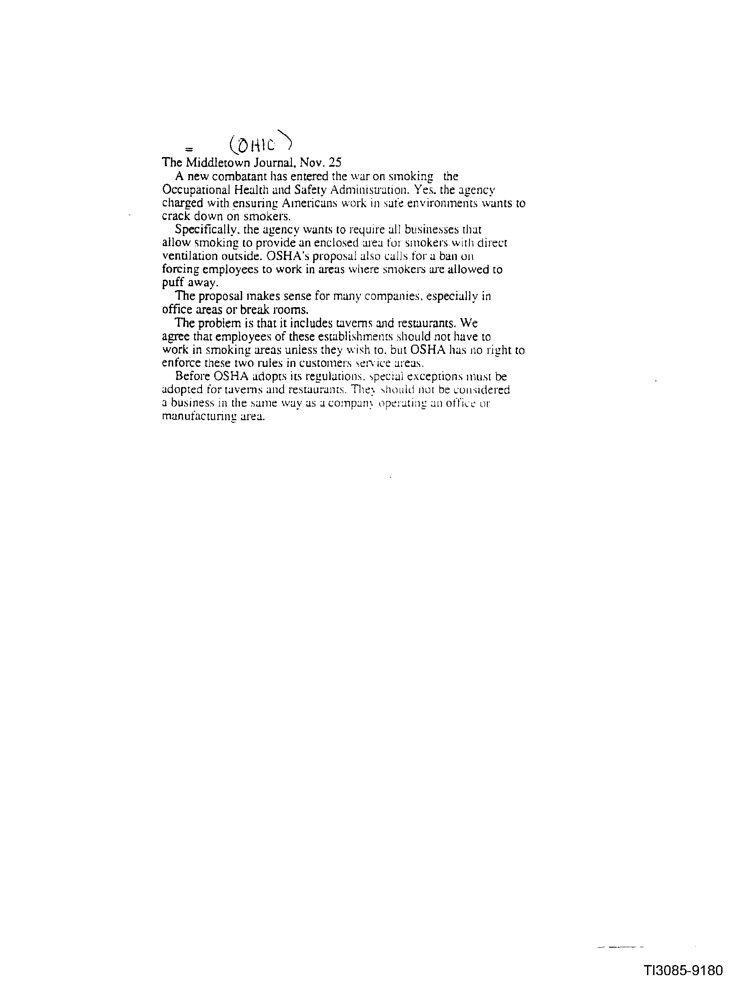 = (OHIO)
The Middletown Journal, Nov. 25
A new combatant has entered the war on smoking the
Occupational Health and Safety Administration. Yes, the agency
charged with ensuring Americans work in safe environments wants to
crack down on smokers.
Specifically, the agency wants to require all businesses that
allow smoking to provide an enclosed area for smokers with direct
ventilation outside. OSHA's proposal also calls for a ban on
forcing employees to work in areas where smokers are allowed to
puff away.
The proposal makes sense for many companies, especially in
office areas or break rooms.
The problem is that it includes taverns and restaurants. We
agree that employees of these establishments should not have to
work in smoking areas unless they wish to, but OSHA has no right to
enforce these two rules in customers service areas.
Before OSHA adopts its regulations, special exceptions must be
adopted for taverns and restaurants. They should not be considered
a business in the same way as a company operating an office or
manufacturing area.
TI3085-9180